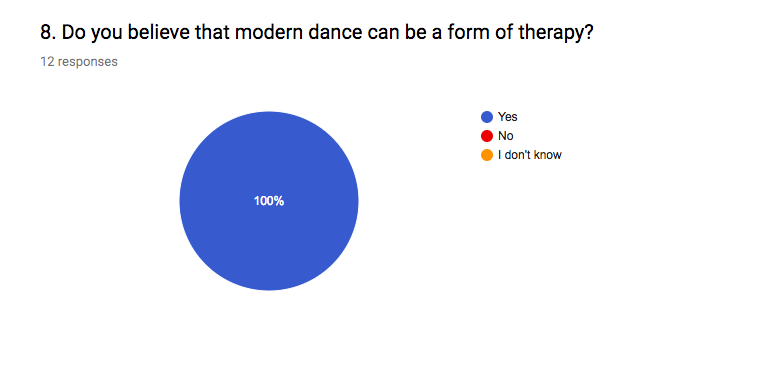 8. Do you believe that modern dance can be a form of therapy?
12 responses
100%
Yes
No
I don't know